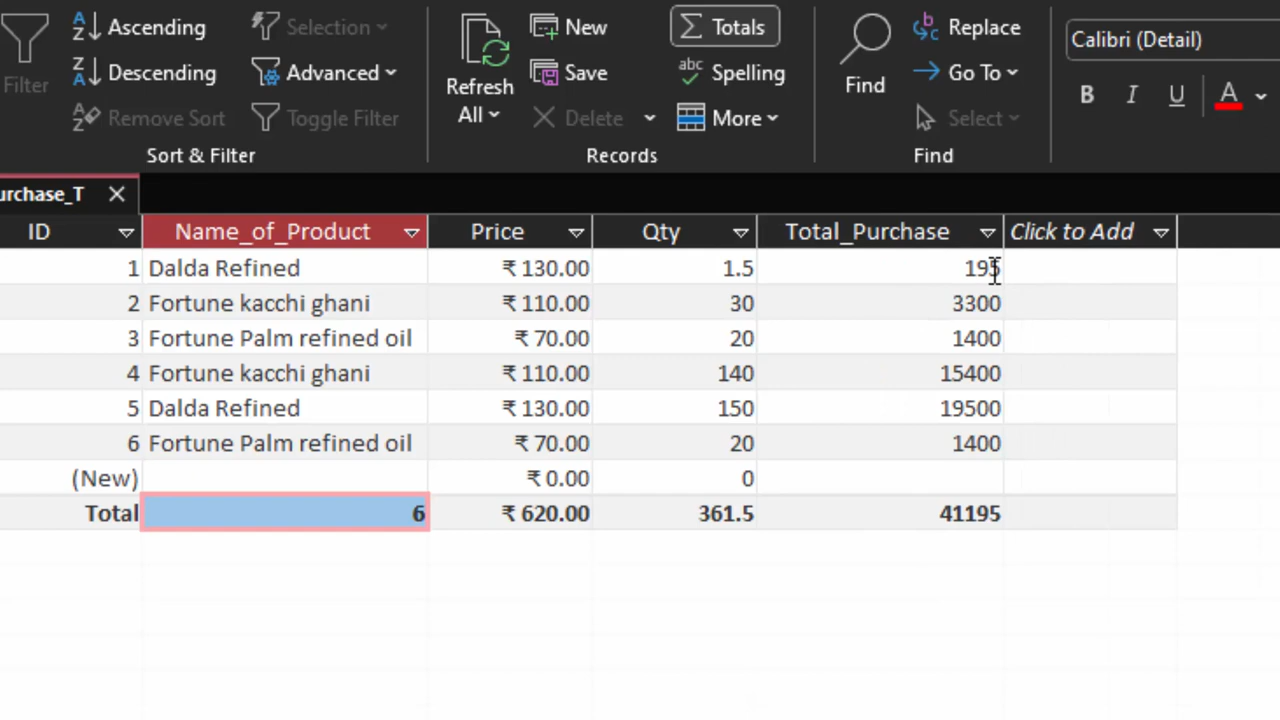 Filter
Ascending
Descending
Remove Sort
Selection
Advanced
Toggle Filter
Sort & Filter
Refresh
All
New
Save
Delete
Totals
Spelling
More
Records
Find
Replace
Go To
Select
Find
Calibri (Detail)
B I U A
urchase_T
ID Name_of_Product Price Qty Total_Purchase Click to Add
1 Dalda Refined ₹ 130.00 1.5 195
2 Fortune kacchi ghani ₹ 110.00 30 3300
3 Fortune Palm refined oil ₹ 70.00 20 1400
4 Fortune kacchi ghani ₹ 110.00 140 15400
5 Dalda Refined ₹ 130.00 150 19500
6 Fortune Palm refined oil ₹ 70.00 20 1400
(New) ₹ 0.00 0
Total 6 ₹ 620.00 361.5 41195